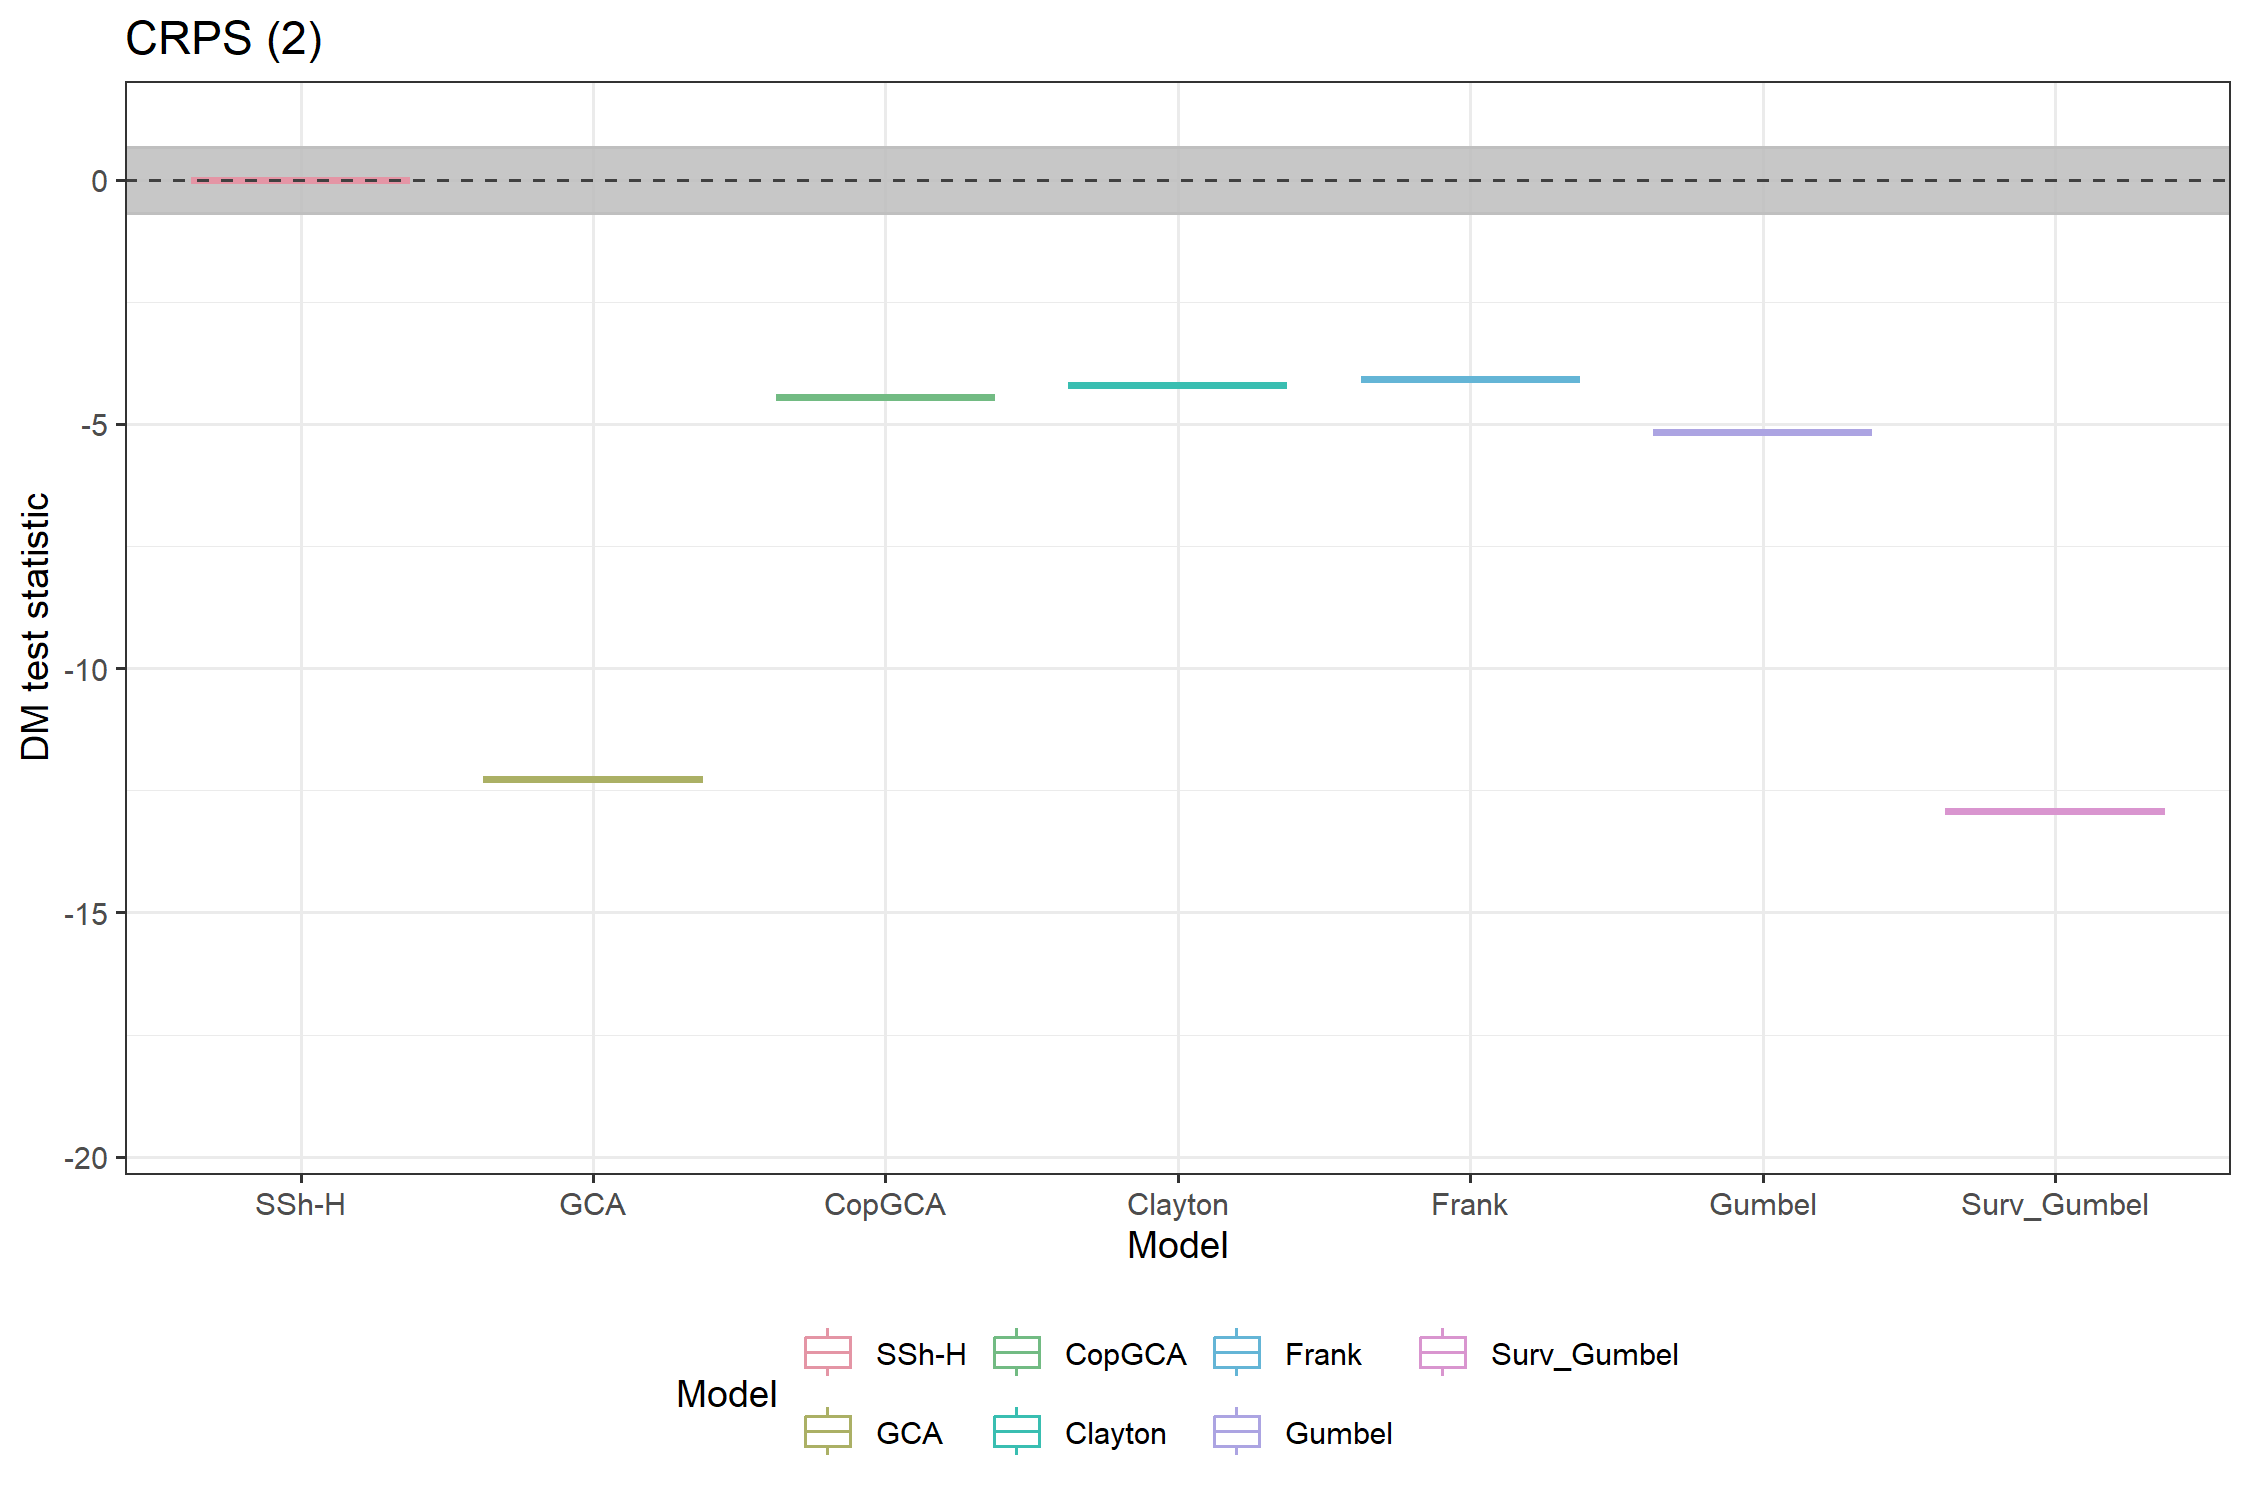 CRPS (2)
DM test statistic
0
-5
-10
-15
-20
SSh-H GCA CopGCA Clayton Frank Gumbel Surv_Gumbel
Model
Model
SSh-H CopGCA Frank Surv_Gumbel
GCA Clayton Gumbel